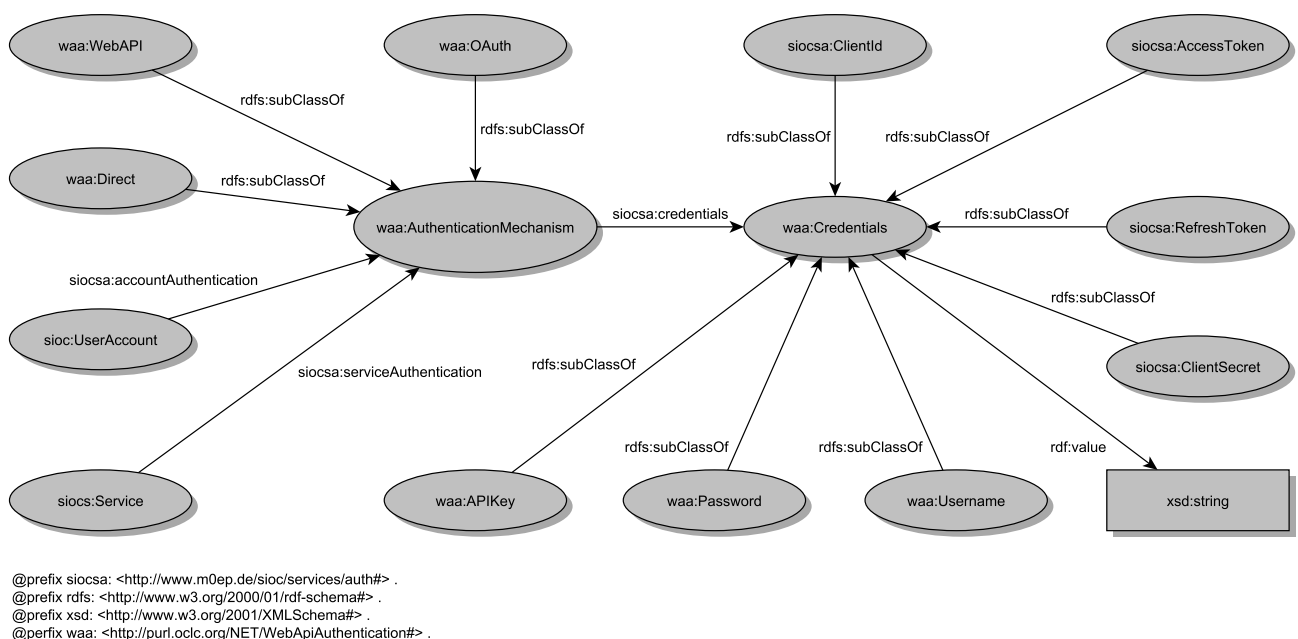 waa:WebAPI
waa:OAuth
siocsa:ClientId
siocsa:AccessToken
rdfs:subClassOf
rdfs:subClassOf
rdfs:subClassOf
rdfs:subClassOf
waa:Direct
rdfs:subClassOf
waa:AuthenticationMechanism
siocsa:credentials
waa:Credentials
rdfs:subClassOf
siocsa:RefreshToken
siocsa:accountAuthentication
rdfs:subClassOf
sioc:UserAccount
siocsa:serviceAuthentication
rdfs:subClassOf
siocsa:ClientSecret
rdfs:subClassOf
rdfs:subClassOf
rdf:value
siocs:Service
waa:APIKey
waa:Password
waa:Username
xsd:string
@prefix siocsa: <http://www.m0ep.de/sioc/services/auth#> .
@prefix rdfs: <http://www.w3.org/2000/01/rdf-schema#> .
@prefix xsd: <http://www.w3.org/2001/XMLSchema#> .
@perfix waa: <http://purl.oclc.org/NET/WebApiAuthentication#> .